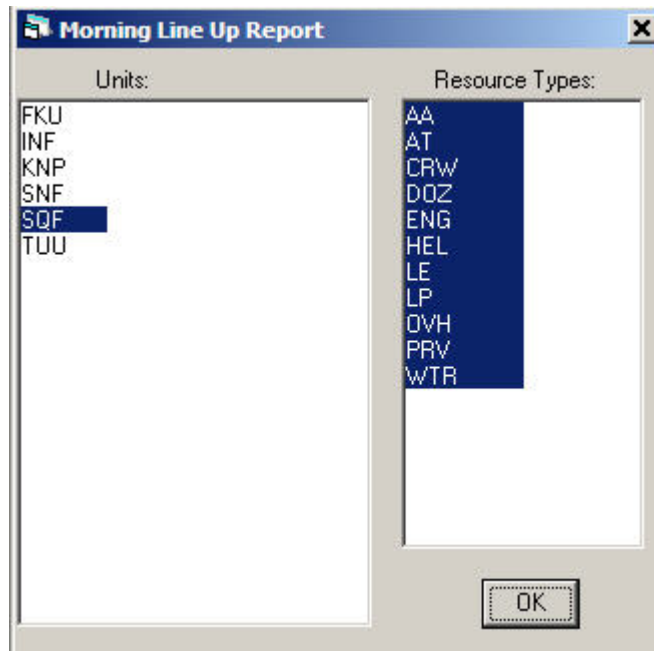 Morning Line Up Report
Units:
FKU
INF
KNP
SNF
SQF
TUU
Resource Types:
AA
AT
CRW
DOZ
ENG
HEL
LE
LP
OVH
PRV
WTR
OK